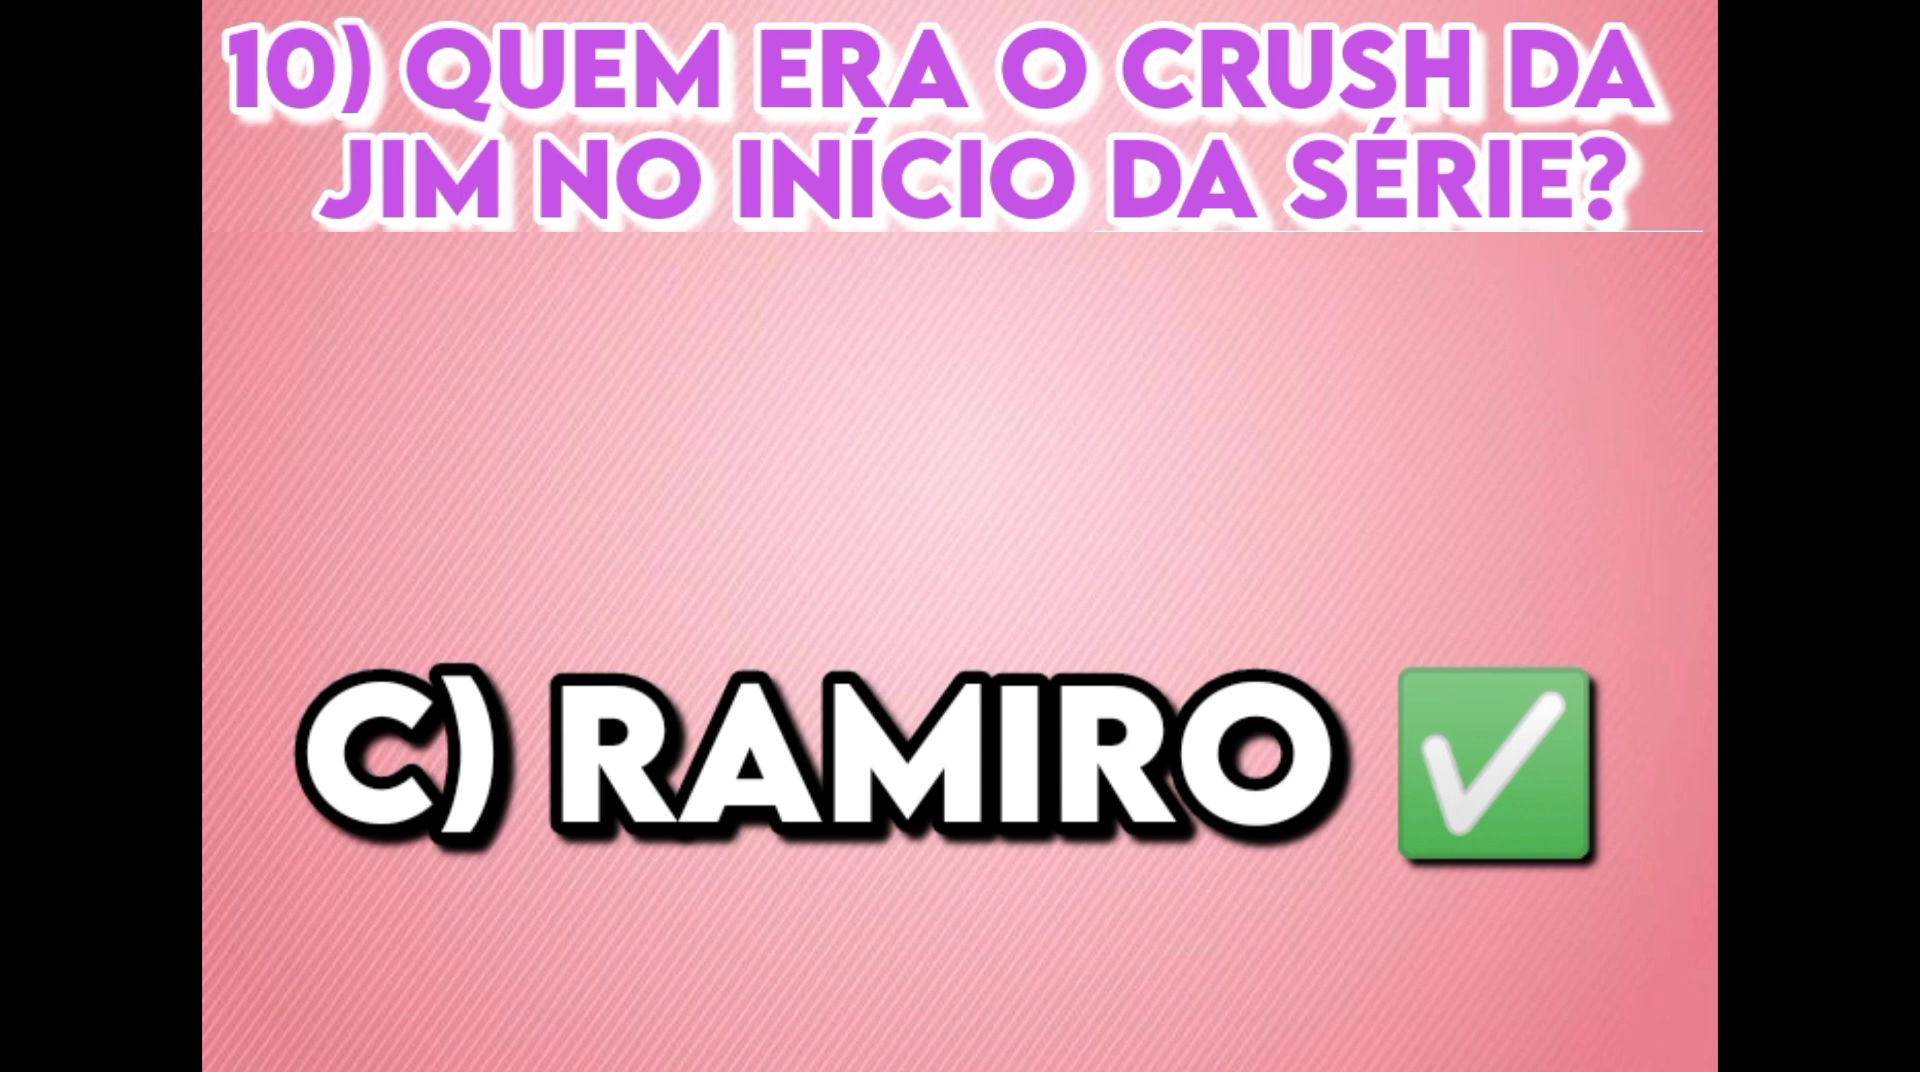 10) QUEM ERA O CRUSH DA
JIM NO INÍCIO DA SÉRIE?
C) RAMIRO ✅